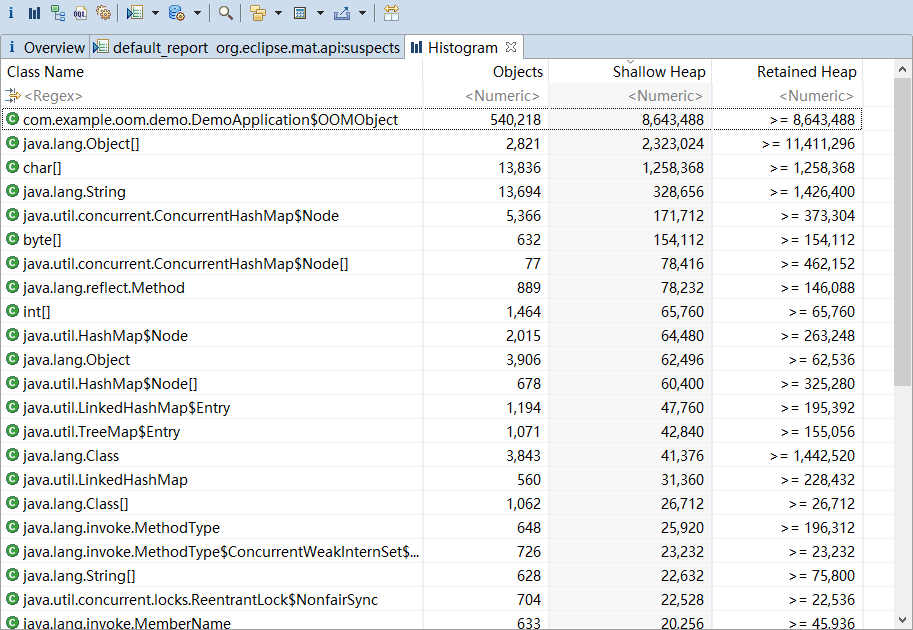 Overview default_report org.eclipse.mat.api:suspects Histogram
Class Name Objects Shallow Heap Retained Heap
<Regex> <Numeric> <Numeric> <Numeric>
com.example.oom.demo.DemoApplication$OOMObject 540,218 8,643,488 >= 8,643,488
java.lang.Object[] 2,821 2,323,024 >= 11,411,296
char[] 13,836 1,258,368 >= 1,258,368
java.lang.String 13,694 328,656 >= 1,426,400
java.util.concurrent.ConcurrentHashMap$Node 5,366 171,712 >= 373,304
byte[] 632 154,112 >= 154,112
java.util.concurrent.ConcurrentHashMap$Node[] 77 78,416 >= 462,152
java.lang.reflect.Method 889 78,232 >= 146,088
int[] 1,464 65,760 >= 65,760
java.util.HashMap$Node 2,015 64,480 >= 263,248
java.lang.Object 3,906 62,496 >= 62,536
java.util.HashMap$Node[] 678 60,400 >= 325,280
java.util.LinkedHashMap$Entry 1,194 47,760 >= 195,392
java.util.TreeMap$Entry 1,071 42,840 >= 155,056
java.lang.Class 3,843 41,376 >= 1,442,520
java.util.LinkedHashMap 560 31,360 >= 228,432
java.lang.Class[] 1,062 26,712 >= 26,712
java.lang.invoke.MethodType 648 25,920 >= 196,312
java.lang.invoke.MethodType$ConcurrentWeakInternSet$... 726 23,232 >= 23,232
java.lang.String[] 628 22,632 >= 75,800
java.util.concurrent.locks.ReentrantLock$NonfairSync 704 22,528 >= 22,536
java.lang.invoke.MemberName 633 20,256 >= 45,936